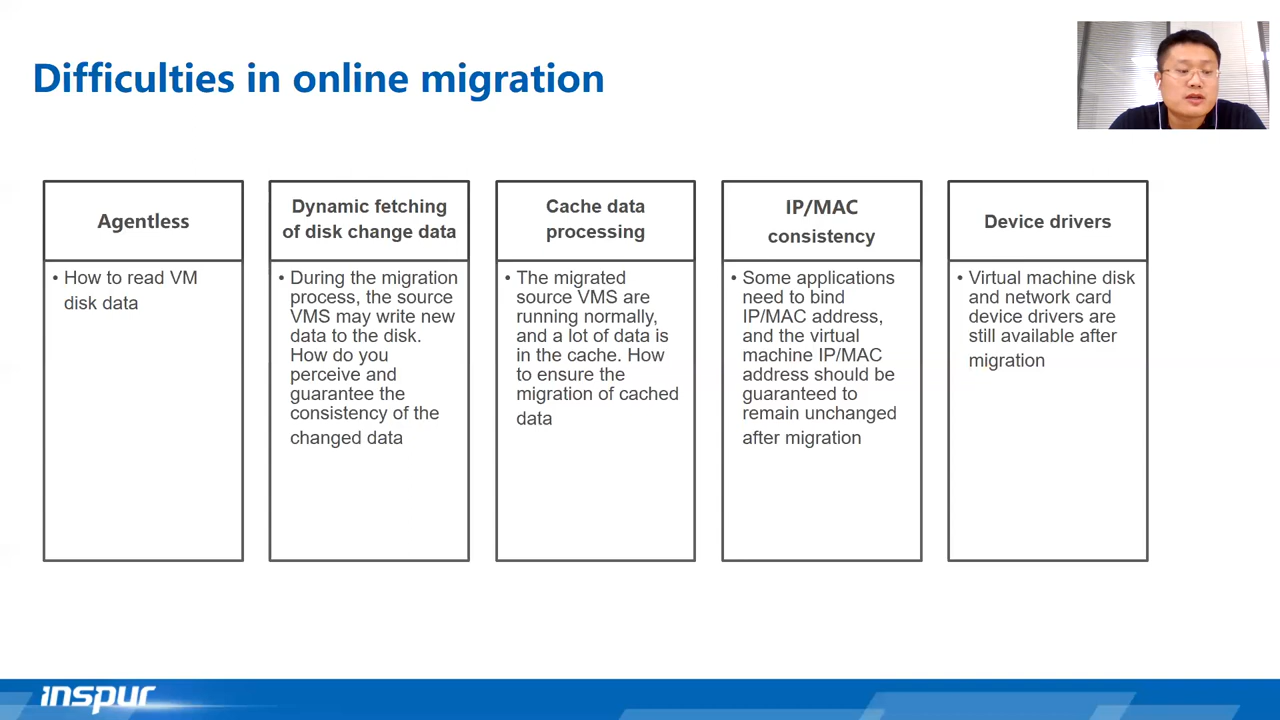 Difficulties in online migration
Agentless
• How to read VM
disk data
Dynamic fetching
of disk change data
• During the migration
process, the source
VMS may write new
data to the disk.
How do you
perceive and
guarantee the
consistency of the
changed data
Cache data
processing
• The migrated
source VMS are
running normally,
and a lot of data is
in the cache. How
to ensure the
migration of cached
data
IP/MAC
consistency
• Some applications
need to bind
IP/MAC address,
and the virtual
machine IP/MAC
address should be
guaranteed to
remain unchanged
after migration
Device drivers
• Virtual machine disk
and network card
device drivers are
still available after
migration
inspur